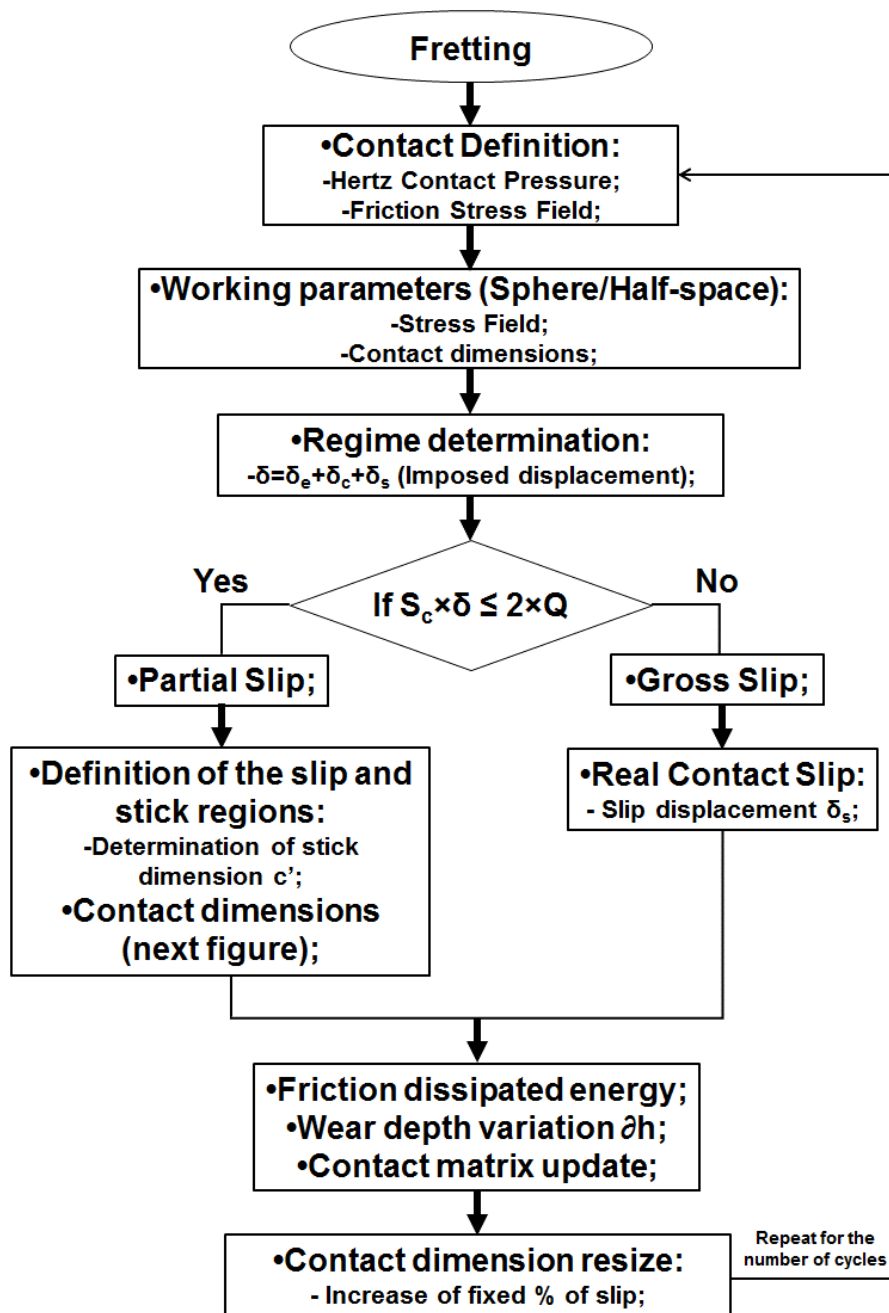 Fretting
•Contact Definition:
-Hertz Contact Pressure;
-Friction Stress Field;
•Working parameters (Sphere/Half-space):
-Stress Field;
-Contact dimensions;
•Regime determination:
-δ=δe+δc+δs (Imposed displacement);
Yes
No
If Sc×δ ≤ 2×Q
•Partial Slip;
•Gross Slip;
•Definition of the slip and
stick regions:
-Determination of stick
dimension c’;
•Contact dimensions
(next figure);
•Real Contact Slip:
- Slip displacement δs;
•Friction dissipated energy;
•Wear depth variation ∂h;
•Contact matrix update;
•Contact dimension resize:
- Increase of fixed % of slip;
Repeat for the
number of cycles